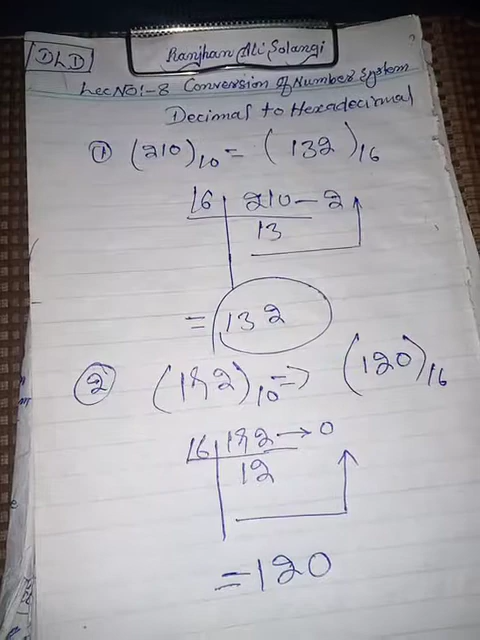 DLD
Ranjhan Ali Solangi
Lec NO:-8 Conversion of Number System
Decimal to Hexadecimal
① (210)10 = (132)16
16 210 - 2
13
= 132
② (192)10 => (120)16
16 192 → 0
12
= 120